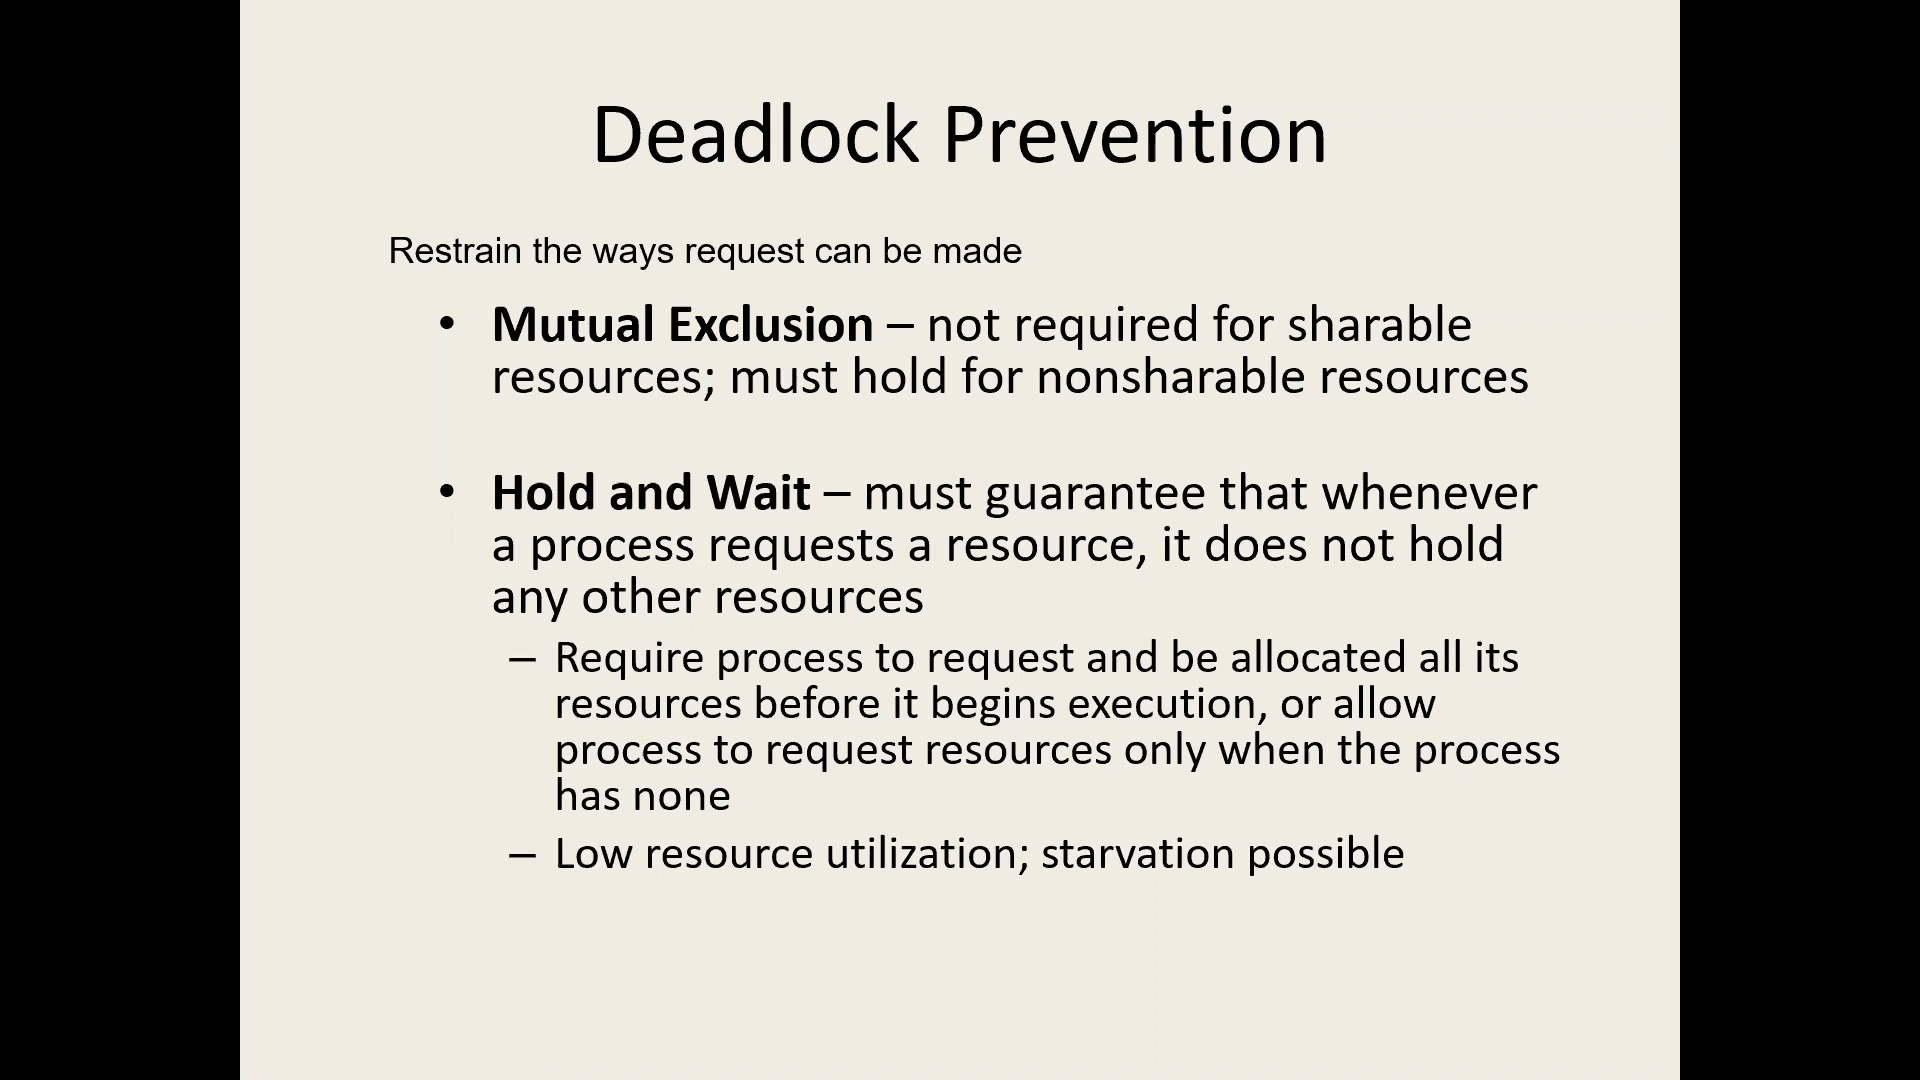 Deadlock Prevention
Restrain the ways request can be made
• Mutual Exclusion – not required for sharable
resources; must hold for nonsharable resources
• Hold and Wait – must guarantee that whenever
a process requests a resource, it does not hold
any other resources
– Require process to request and be allocated all its
resources before it begins execution, or allow
process to request resources only when the process
has none
– Low resource utilization; starvation possible